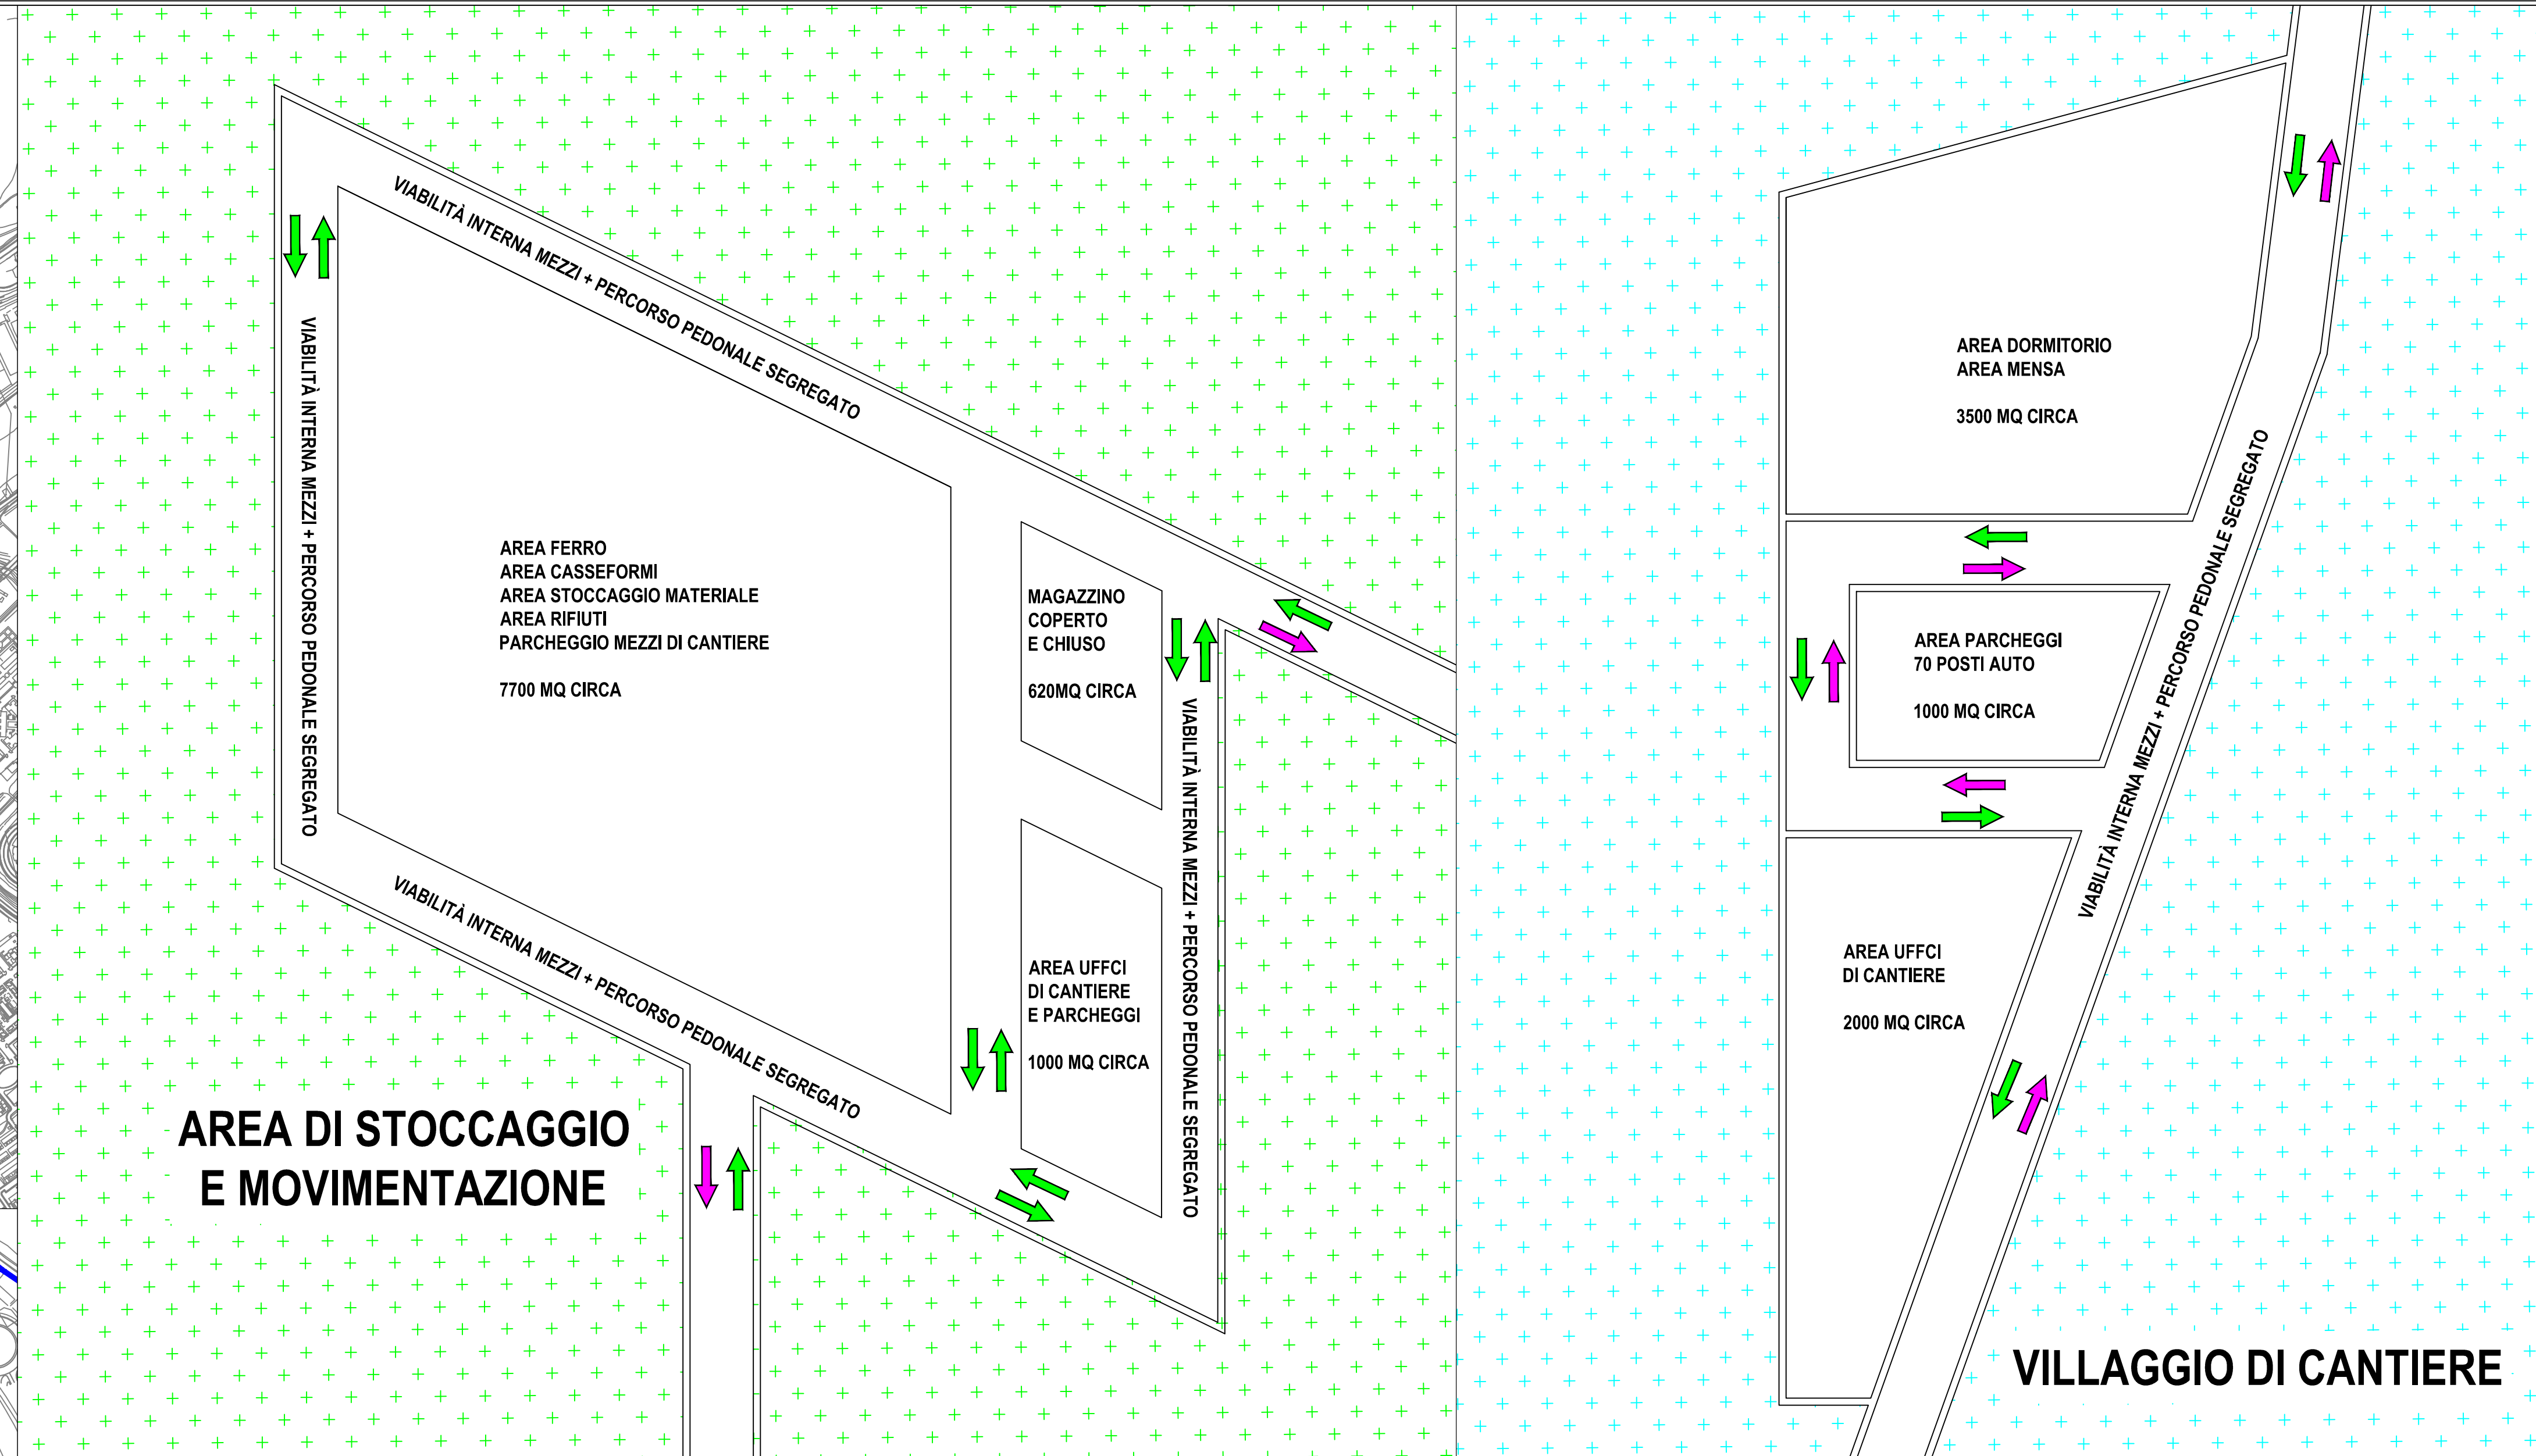 VIABILITÀ INTERNA MEZZI + PERCORSO PEDONALE SEGREGATO
VIABILITÀ INTERNA MEZZI + PERCORSO PEDONALE SEGREGATO
AREA FERRO
AREA CASSEFORMI
AREA STOCCAGGIO MATERIALE
AREA RIFIUTI
PARCHEGGIO MEZZI DI CANTIERE
7700 MQ CIRCA
MAGAZZINO
COPERTO
E CHIUSO
620MQ CIRCA
VIABILITÀ INTERNA MEZZI + PERCORSO PEDONALE SEGREGATO
VIABILITÀ INTERNA MEZZI + PERCORSO PEDONALE SEGREGATO
AREA UFFCI
DI CANTIERE
E PARCHEGGI
1000 MQ CIRCA
AREA DI STOCCAGGIO
E MOVIMENTAZIONE
AREA DORMITORIO
AREA MENSA
3500 MQ CIRCA
VIABILITÀ INTERNA MEZZI + PERCORSO PEDONALE SEGREGATO
AREA PARCHEGGI
70 POSTI AUTO
1000 MQ CIRCA
AREA UFFCI
DI CANTIERE
2000 MQ CIRCA
VILLAGGIO DI CANTIERE